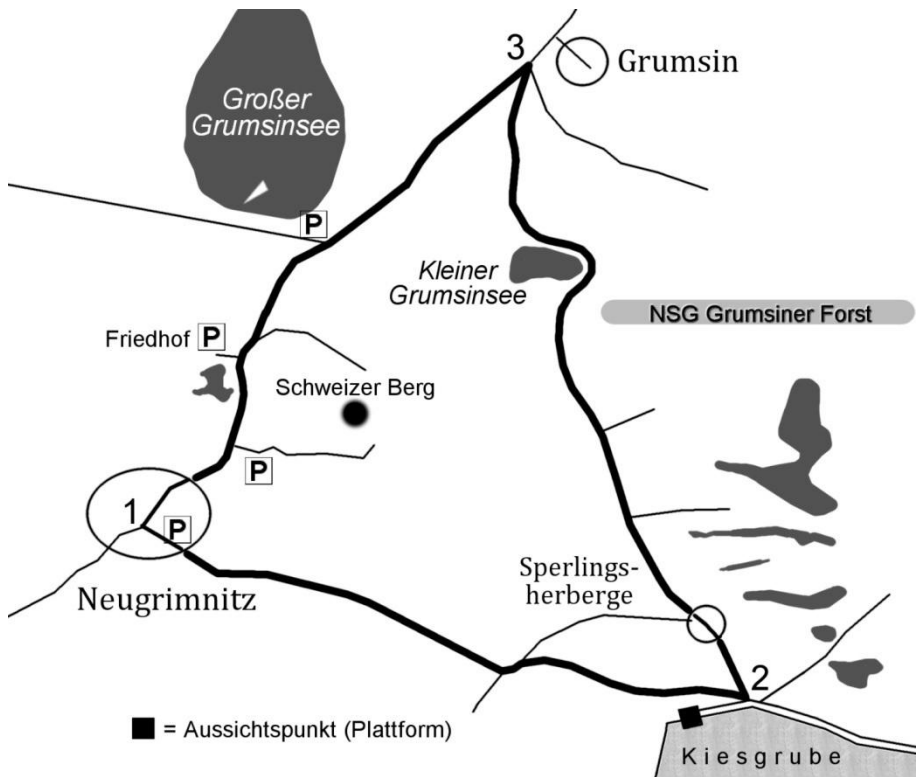 3
Grumsin
Großer
Grumsinsee
P
Kleiner
Grumsinsee
NSG Grumsiner Forst
Friedhof P
Schweizer Berg
P
1
P
Neugrimnitz
Sperlings-
herberge
2
■ = Aussichtspunkt (Plattform)
Kiesgrube